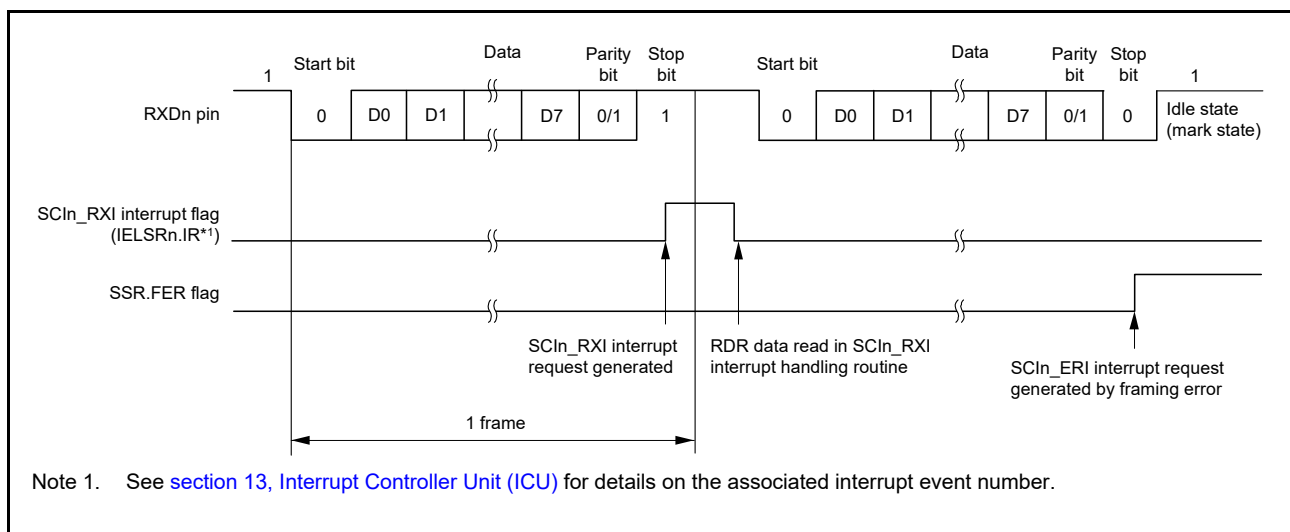 Start bit
Data
Parity bit
Stop bit
Start bit
Data
Parity bit
Stop bit
1
1
RXDn pin
0
D0
D1
D7
0/1
1
0
D0
D1
D7
0/1
0
Idle state
(mark state)
SCIn_RXI interrupt flag
(IELSRn.IR*1)
SSR.FER flag
SCIn_RXI interrupt
request generated
RDR data read in SCIn_RXI
interrupt handling routine
SCIn_ERI interrupt request
generated by framing error
1 frame
Note 1. See section 13, Interrupt Controller Unit (ICU) for details on the associated interrupt event number.